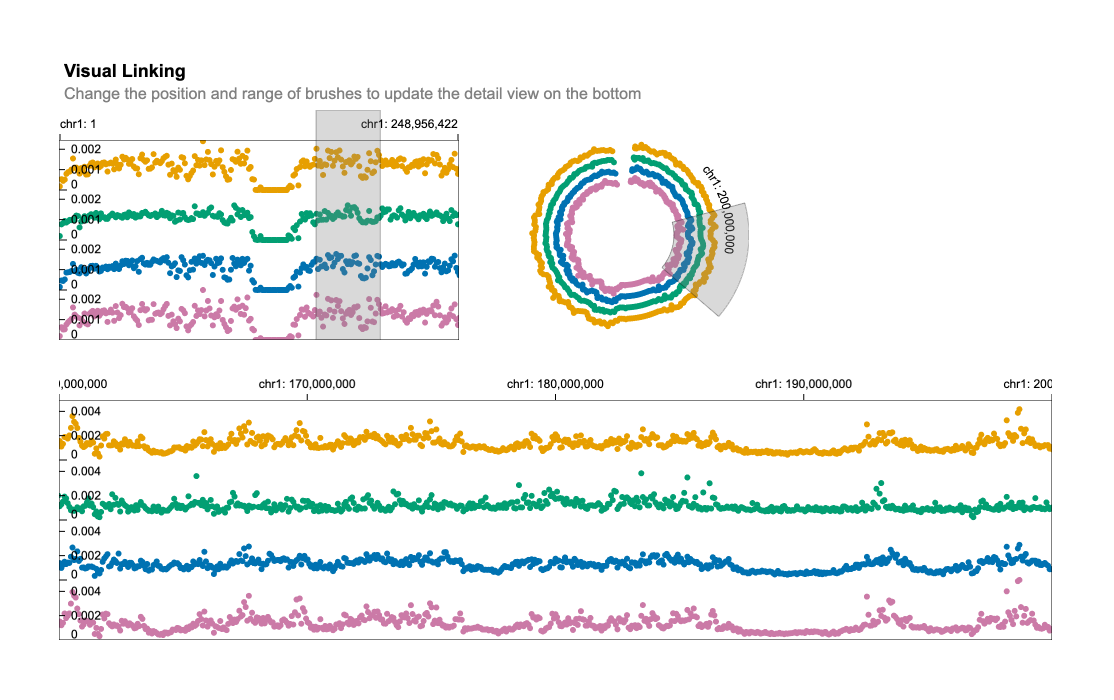 Visual Linking
Change the position and range of brushes to update the detail view on the bottom
chr1: 1
chr1: 248,956,422
0.002
0.001
0
0.002
0.001
0
0.002
0.001
0
0.002
0.001
0
chr1: 200,000,000
0,000,000
chr1: 170,000,000
chr1: 180,000,000
chr1: 190,000,000
chr1: 200
0.004
0.002
0
0.004
0.002
0
0.004
0.002
0
0.004
0.002
0